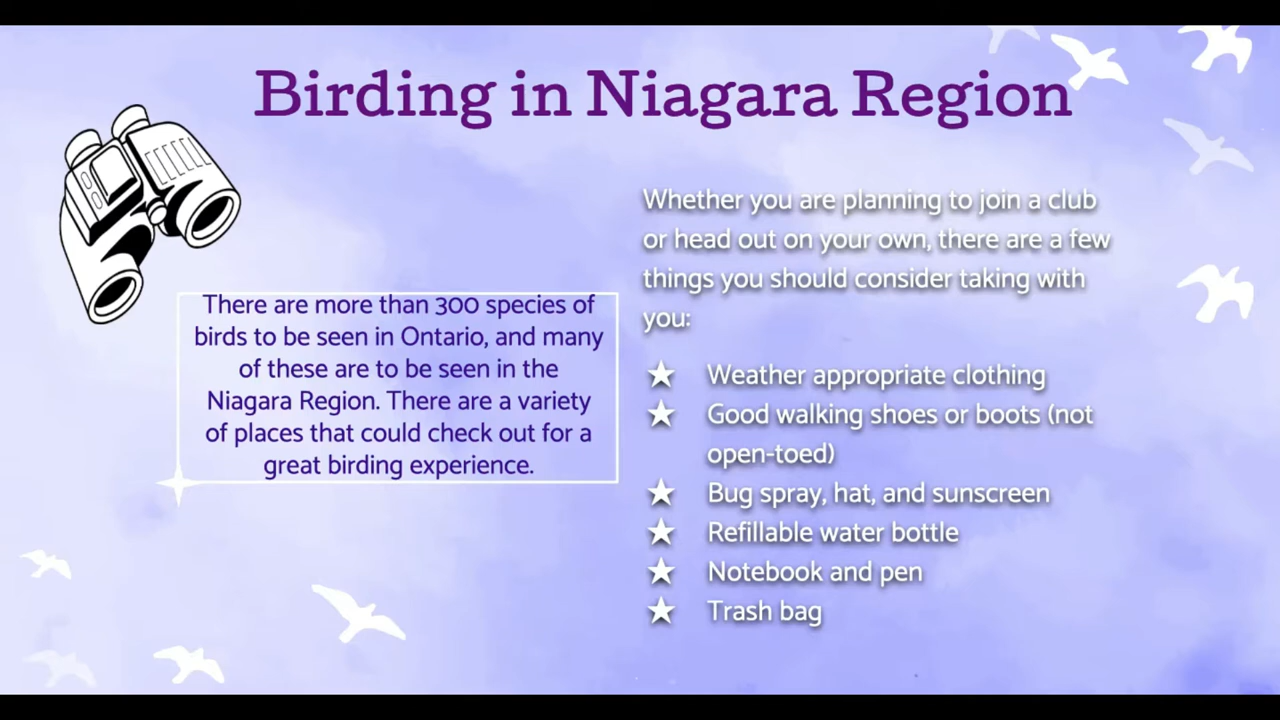 Birding in Niagara Region
There are more than 300 species of
birds to be seen in Ontario, and many
of these are to be seen in the
Niagara Region. There are a variety
of places that could check out for a
great birding experience.
Whether you are planning to join a club
or head out on your own, there are a few
things you should consider taking with
you:
★ Weather appropriate clothing
★ Good walking shoes or boots (not
open-toed)
★ Bug spray, hat, and sunscreen
★ Refillable water bottle
★ Notebook and pen
★ Trash bag